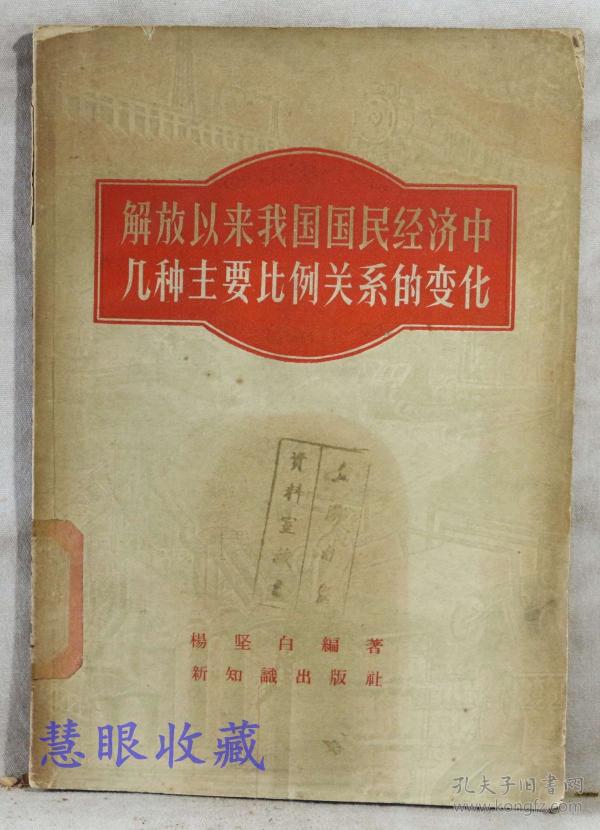 解放以来我国国民经济中
几种主要比例关系的变化
资料室
楊坚白編著
新知識出版社
慧眼收藏
孔夫子旧书网
www.kongfz.com